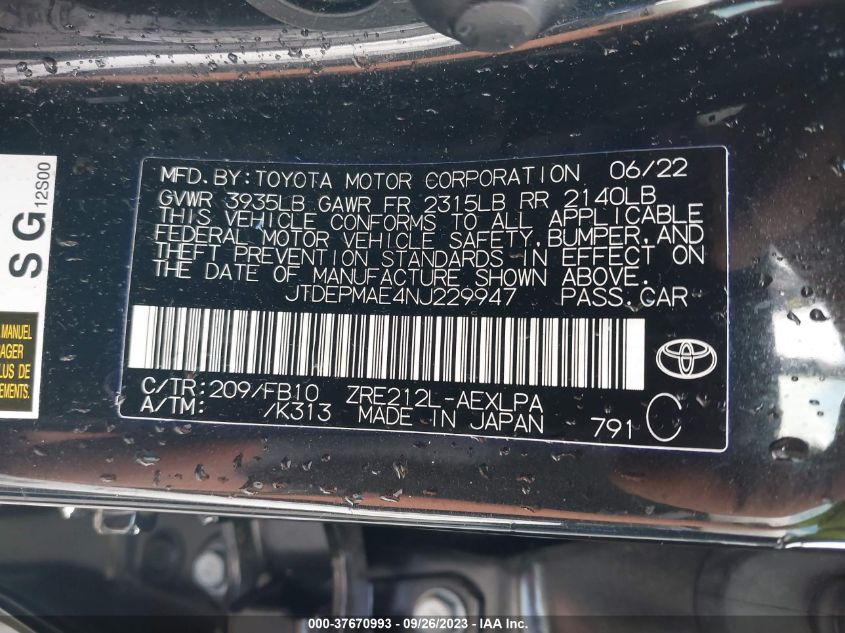 MFD.BY:TOYOTA MOTOR CORPORATION 06/22
GVWR 3935LB GAWR FR 2315LB RR 2140LB
THIS VEHICLE CONFORMS TO ALL APPLICABLE
FEDERAL MOTOR VEHICLE SAFETY, BUMPER, AND
THEFT PREVENTION STANDARDS IN EFFECT ON
THE DATE OF MANUFACTURE SHOWN ABOVE.
JTDEPMAE4NJ229947 PASS.CAR
C/TR:209/FB10 ZRE212L-AEXLPA
A/TM: /K313 MADE IN JAPAN 791 C
SG
12S00
MANUEL
AGER
LUS DE
000-37670993 - 09/26/2023 - IAA Inc.